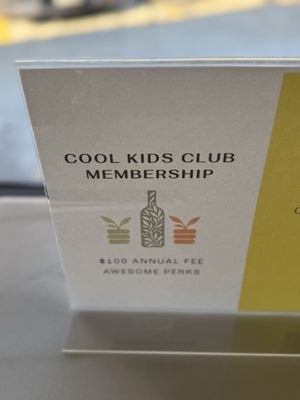 COOL KIDS CLUB
MEMBERSHIP
$100 ANNUAL FEE
AWESOME PERKS